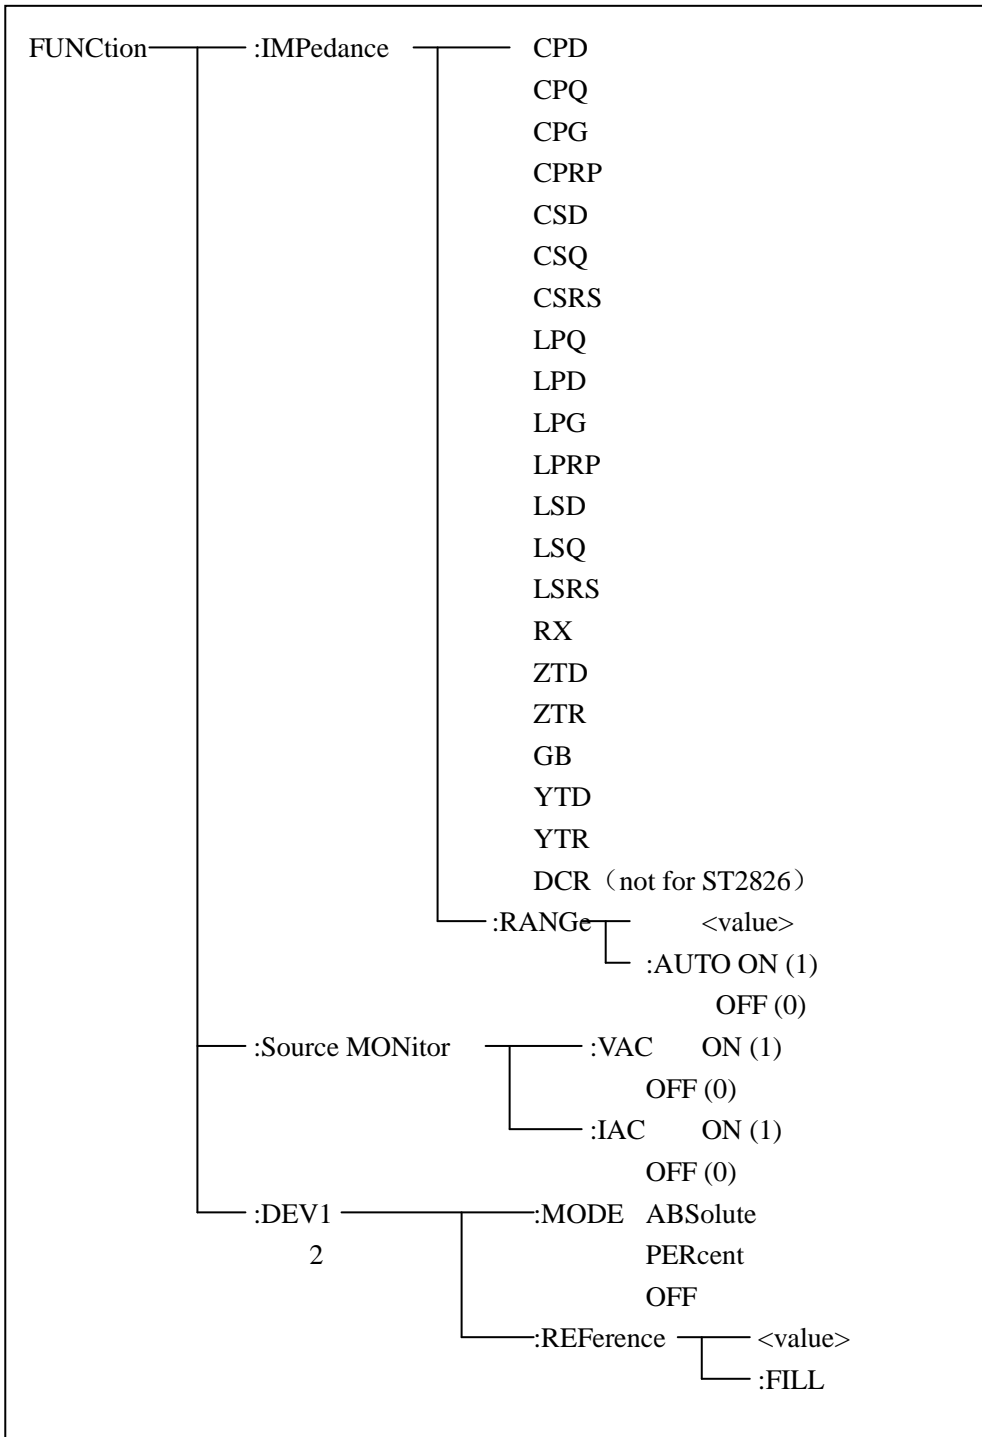 FUNCtion :IMPedance CPD
CPQ
CPG
CPRP
CSD
CSQ
CSRS
LPQ
LPD
LPG
LPRP
LSD
LSQ
LSRS
RX
ZTD
ZTR
GB
YTD
YTR
DCR（not for ST2826）
:RANGe <value>
:AUTO ON (1)
OFF (0)
:Source MONitor :VAC ON (1)
OFF (0)
:IAC ON (1)
OFF (0)
:DEV1 :MODE ABSolute
2 PERcent
OFF
:REFerence <value>
:FILL